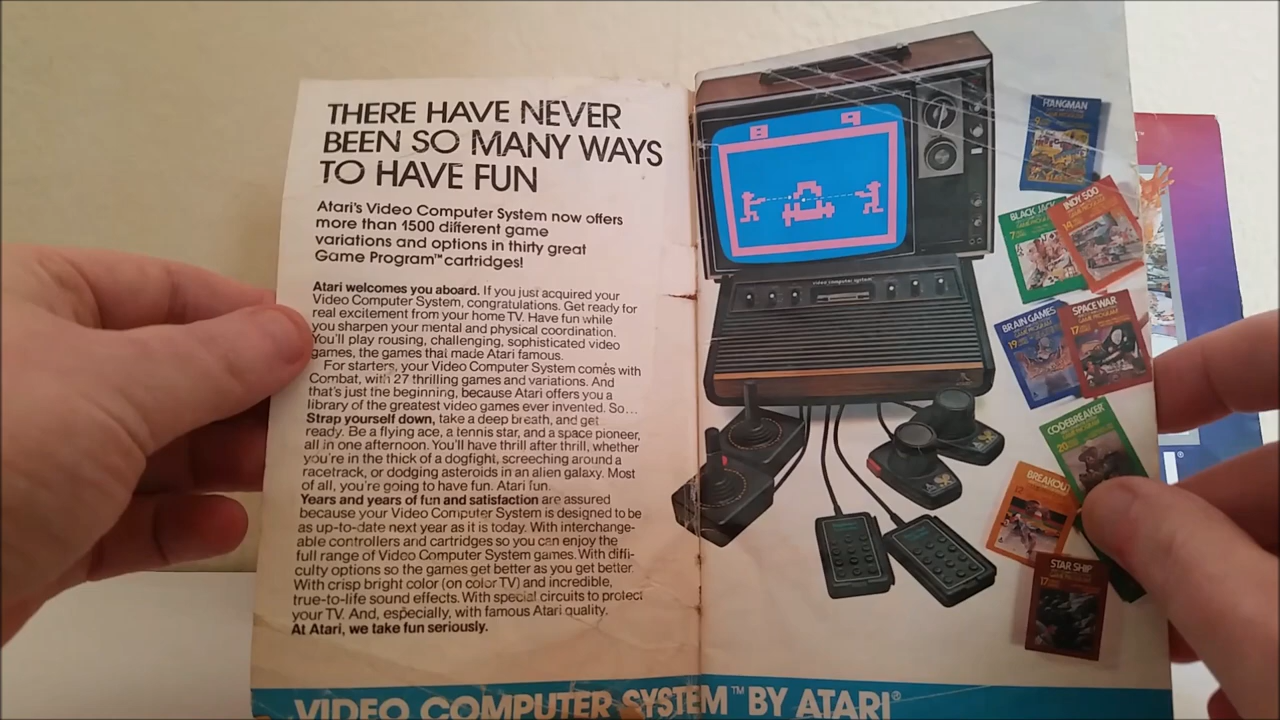 THERE HAVE NEVER
BEEN SO MANY WAYS
TO HAVE FUN
Atari's Video Computer System now offers
more than 1500 different game
variations and options in thirty great
Game Program™ cartridges!
Atari welcomes you aboard. If you just acquired your
Video Computer System, congratulations. Get ready for
real excitement from your home TV. Have fun while
you sharpen your mental and physical coordination.
You'll play rousing, challenging, sophisticated video
games, the games that made Atari famous.
For starters, your Video Computer System comes with
Combat, with 27 thrilling games and variations. And
that's just the beginning, because Atari offers you a
library of the greatest video games ever invented. So...
Strap yourself down, take a deep breath, and get
ready. Be a flying ace, a tennis star, and a space pioneer,
all in one afternoon. You'll have thrill after thrill, whether
you're in the thick of a dogfight, screeching around a
racetrack, or dodging asteroids in an alien galaxy. Most
of all, you're going to have fun. Atari fun.
Years and years of fun and satisfaction are assured
because your Video Computer System is designed to be
as up-to-date next year as it is today. With interchange-
able controllers and cartridges so you can enjoy the
full range of Video Computer System games. With diffi-
culty options so the games get better as you get better.
With crisp bright color (on color TV) and incredible,
true-to-life sound effects. With special circuits to protect
your TV. And, especially, with famous Atari quality.
At Atari, we take fun seriously.
VIDEO COMPUTER SYSTEM™ BY ATARI®
8 9
video computer system
HANGMAN
9
BLACK JACK
7
INDY 500
14
BRAIN GAMES
19
SPACE WAR
17
CODEBREAKER
20
BREAKOUT
STAR SHIP
17
®